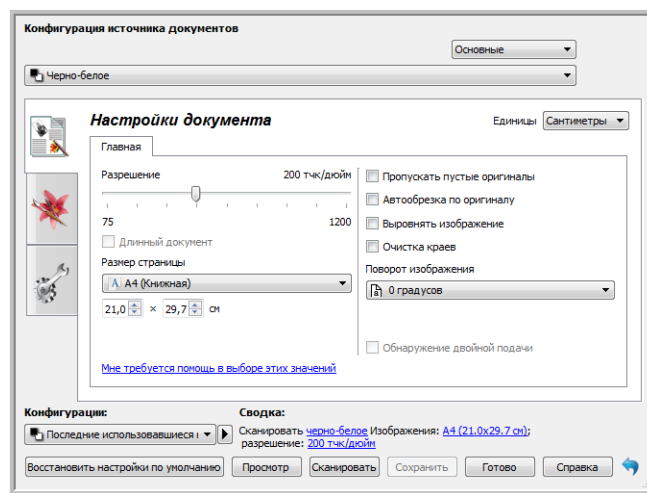 Конфигурация источника документов
Основные
Черно-белое
Настройки документа
Единицы Сантиметры
Главная
Разрешение 200 тчк/дюйм
75 1200
Длинный документ
Размер страницы
A4 (Книжная)
21,0 × 29,7 см
Мне требуется помощь в выборе этих значений
Пропускать пустые оригиналы
Автообрезка по оригиналу
Выровнять изображение
Очистка краев
Поворот изображения
0 градусов
Обнаружение двойной подачи
Конфигурации: Сводка:
Последние использовавшиеся Сканировать черно-белое Изображения: A4 (21.0x29.7 см);
разрешение: 200 тчк/дюйм
Восстановить настройки по умолчанию Просмотр Сканировать Сохранить Готово Справка